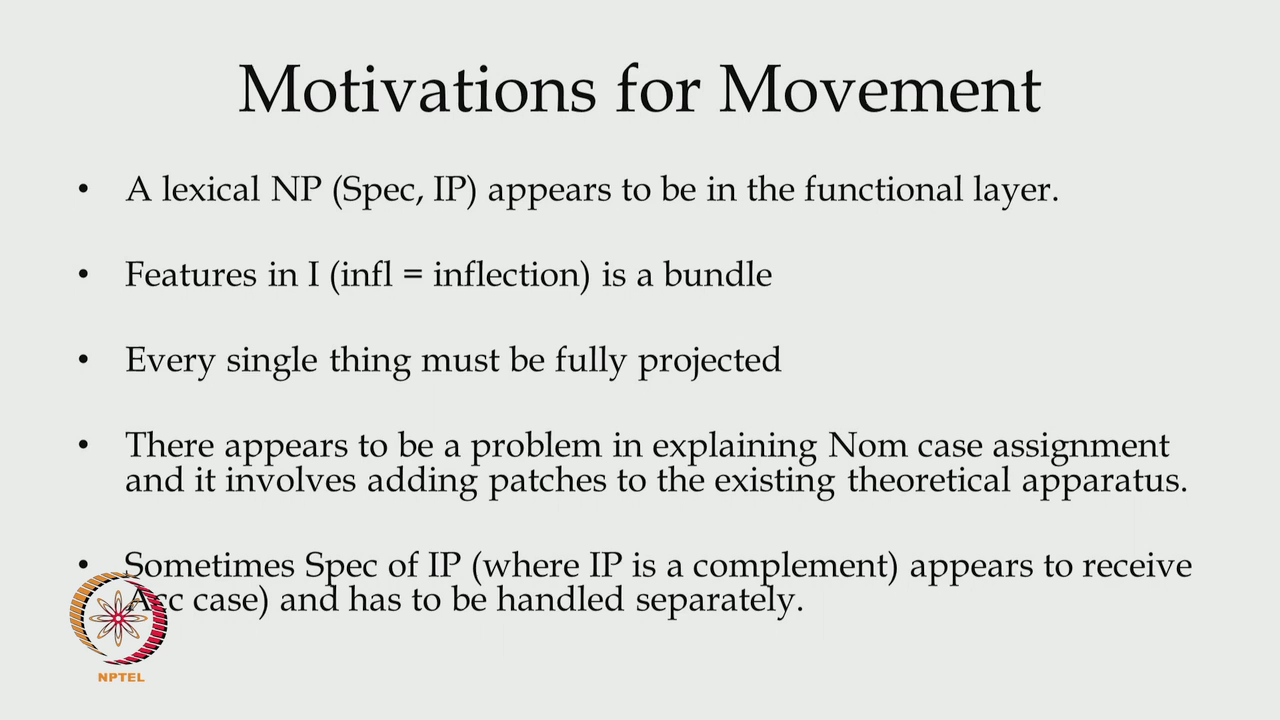 Motivations for Movement
• A lexical NP (Spec, IP) appears to be in the functional layer.
• Features in I (infl = inflection) is a bundle
• Every single thing must be fully projected
• There appears to be a problem in explaining Nom case assignment
and it involves adding patches to the existing theoretical apparatus.
• Sometimes Spec of IP (where IP is a complement) appears to receive
Acc case) and has to be handled separately.
NPTEL